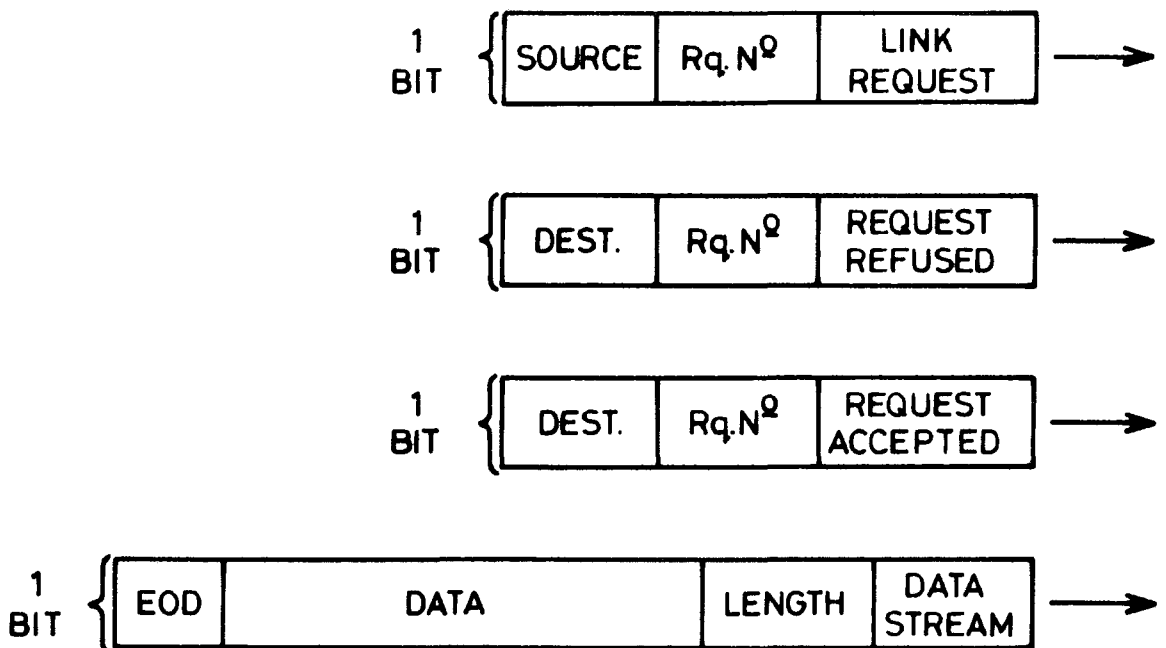 1
BIT
SOURCE
Rq. Nº
LINK
REQUEST
1
BIT
DEST.
Rq. Nº
REQUEST
REFUSED
1
BIT
DEST.
Rq. Nº
REQUEST
ACCEPTED
1
BIT
EOD
DATA
LENGTH
DATA
STREAM